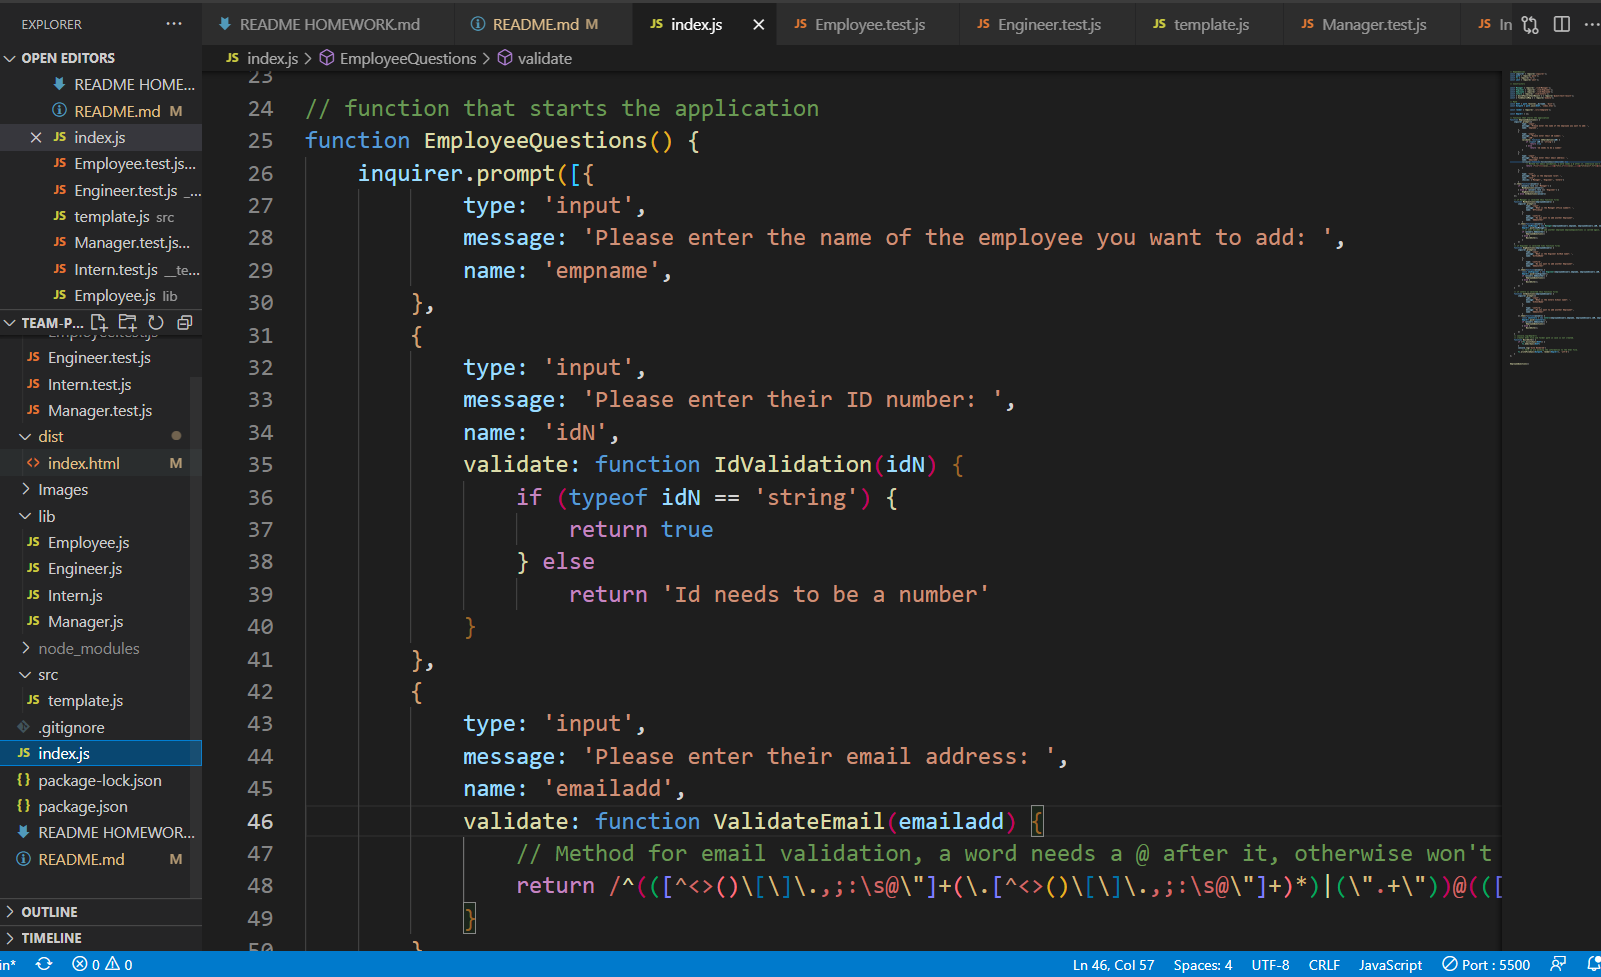 EXPLORER
OPEN EDITORS
README HOME...
README.md M
JS index.js
JS Employee.test.js...
JS Engineer.test.js _...
JS template.js src
JS Manager.test.js...
JS Intern.test.js __te...
JS Employee.js lib
TEAM-P...
Employee.test.js
JS Engineer.test.js
JS Intern.test.js
JS Manager.test.js
dist
<> index.html M
Images
lib
JS Employee.js
JS Engineer.js
JS Intern.js
JS Manager.js
node_modules
src
JS template.js
.gitignore
JS index.js
{} package-lock.json
{} package.json
README HOMEWOR...
README.md M
OUTLINE
TIMELINE
README HOMEWORK.md README.md M JS index.js JS Employee.test.js JS Engineer.test.js JS template.js JS Manager.test.js JS In
JS index.js > EmployeeQuestions > validate
23
24 // function that starts the application
25 function EmployeeQuestions() {
26 inquirer.prompt([{
27 type: 'input',
28 message: 'Please enter the name of the employee you want to add: ',
29 name: 'empname',
30 },
31 {
32 type: 'input',
33 message: 'Please enter their ID number: ',
34 name: 'idN',
35 validate: function IdValidation(idN) {
36 if (typeof idN == 'string') {
37 return true
38 } else
39 return 'Id needs to be a number'
40 }
41 },
42 {
43 type: 'input',
44 message: 'Please enter their email address: ',
45 name: 'emailadd',
46 validate: function ValidateEmail(emailadd) {
47 // Method for email validation, a word needs a @ after it, otherwise won't
48 return /^(([^<>()\[\]\.,;:\s@\"]+(\.[^<>()\[\]\.,;:\s@\"]+)*)|(\".+\"))@(([
49 }
50 }
in* 0 0 Ln 46, Col 57 Spaces: 4 UTF-8 CRLF JavaScript Port : 5500